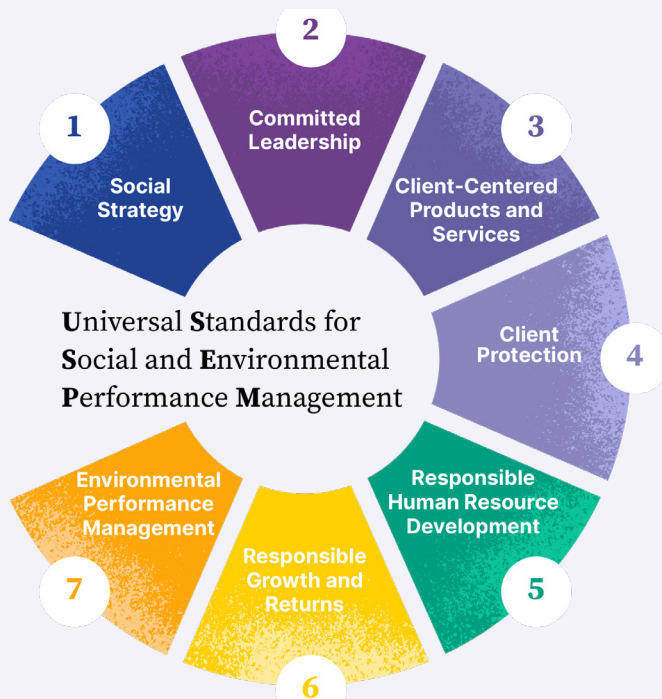 2
Committed
Leadership
1
Social
Strategy
3
Client-Centered
Products and
Services
Universal Standards for
Social and Environmental
Performance Management
Client
Protection
4
Responsible
Human Resource
Development
5
Responsible
Growth and
Returns
6
Environmental
Performance
Management
7